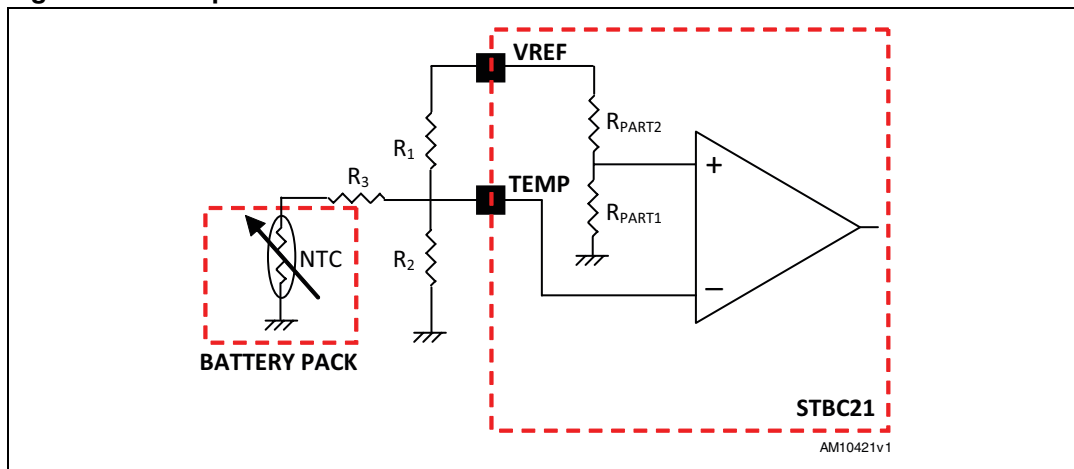 VREF
R1
RPART2
+
R3
TEMP
RPART1
NTC
R2
−
BATTERY PACK
STBC21
AM10421v1